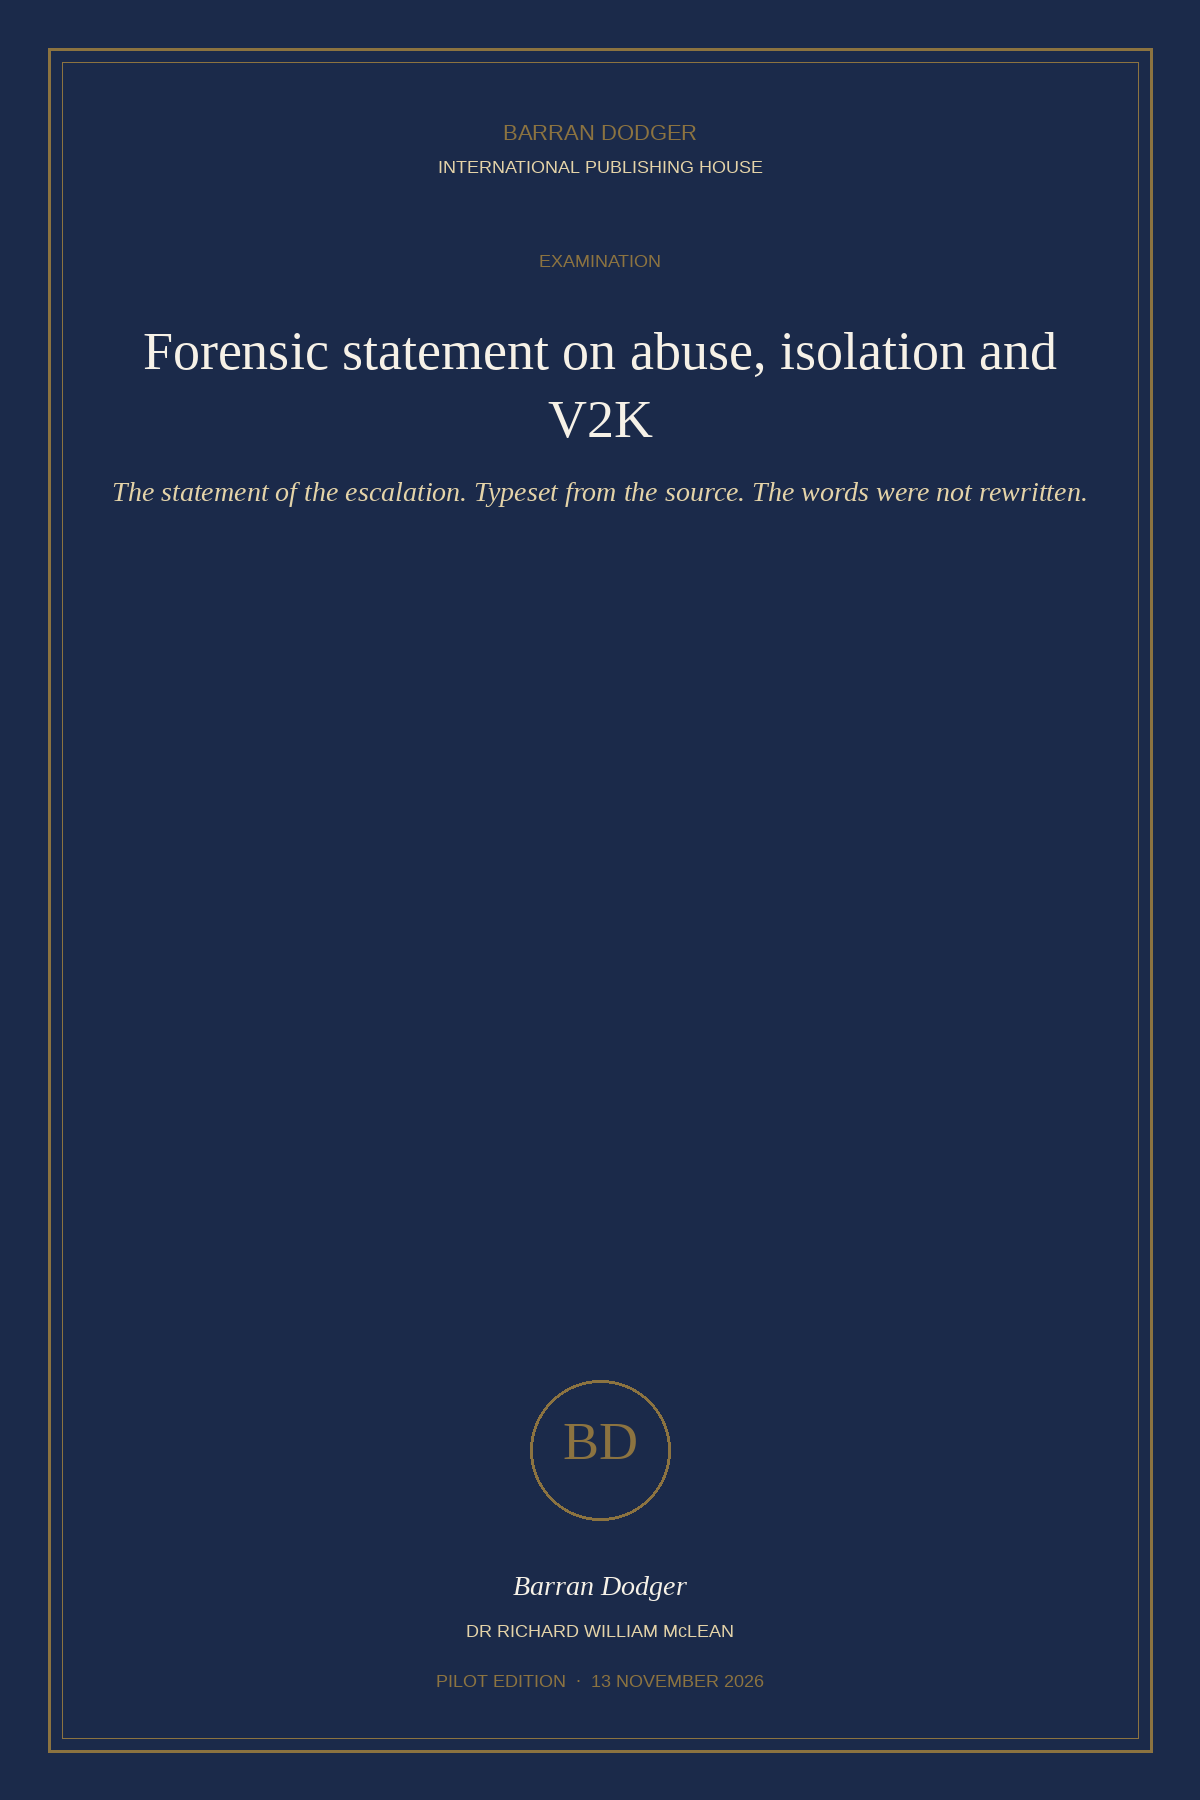 BARRAN DODGER
INTERNATIONAL PUBLISHING HOUSE
EXAMINATION
Forensic statement on abuse, isolation and
V2K
The statement of the escalation. Typeset from the source. The words were not rewritten.
BD
Barran Dodger
DR RICHARD WILLIAM McLEAN
PILOT EDITION · 13 NOVEMBER 2026